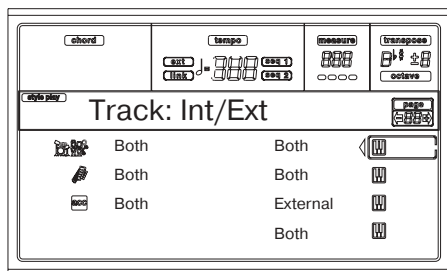 chord tempo measure transpose
ext seq 1
link seq 2
octave
style play
Track: Int/Ext
page
Both Both
Both Both
acc Both External
Both